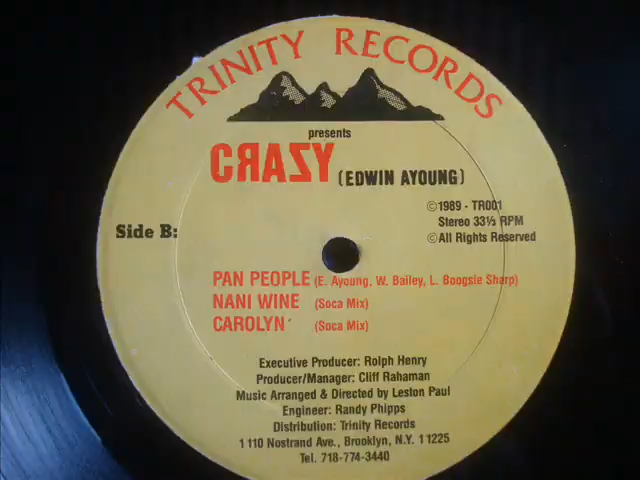 TRINITY RECORDS
presents
CRAZY (EDWIN AYOUNG)
©1989 - TR001
Stereo 33⅓ RPM
©All Rights Reserved
Side B:
PAN PEOPLE (E. Ayoung, W. Bailey, L. Boogsie Sharp)
NANI WINE (Soca Mix)
CAROLYN (Soca Mix)
Executive Producer: Rolph Henry
Producer/Manager: Cliff Rahaman
Music Arranged & Directed by Leston Paul
Engineer: Randy Phipps
Distribution: Trinity Records
1110 Nostrand Ave., Brooklyn, N.Y. 11225
Tel. 718-774-3440